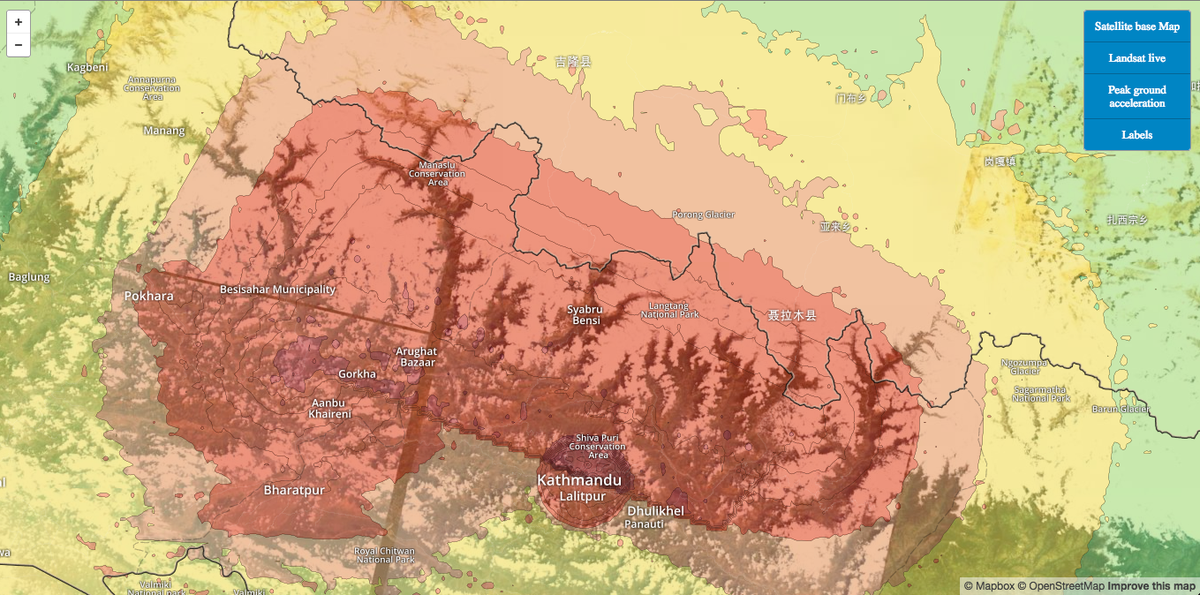 +
−
Satellite base Map
Landsat live
Peak ground
acceleration
Labels
Kagbeni
Annapurna
Conservation
Area
Manang
吉隆县
门布乡
岗嘎镇
Manaslu
Conservation
Area
Porong Glacier
亚来乡
扎西宗乡
Baglung
Pokhara
Besisahar Municipality
Syabru
Bensi
Langtang
National Park
聂拉木县
Arughat
Bazaar
Gorkha
Aanbu
Khaireni
Ngozumpa
Glacier
Sagarmatha
National Park
Barun Glacier
Shiva Puri
Conservation
Area
Kathmandu
Lalitpur
Bharatpur
Dhulikhel
Panauti
Royal Chitwan
National Park
wa
Valmiki
National park
Valmiki
© Mapbox © OpenStreetMap Improve this map